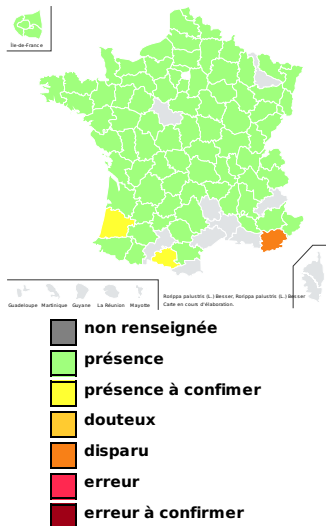 Île-de-France
Guadeloupe Martinique Guyane La Réunion Mayotte
Rorippa palustris (L.) Besser, Rorippa palustris (L.) Besser
Carte en cours d'élaboration.
non renseignée
présence
présence à confimer
douteux
disparu
erreur
erreur à confirmer